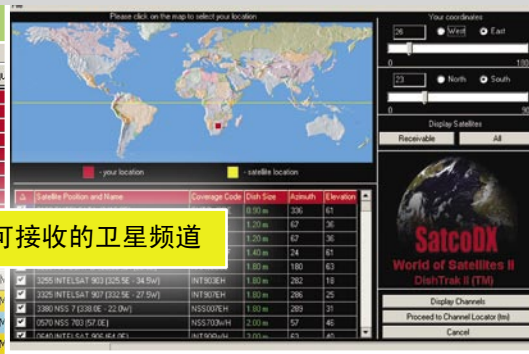 Please click on the map to select your location
- your location
- satellite location
Your coordinates
26
West
East
0
180
23
North
South
0
90
Display Satellites
Receivable
All
Satellite Position and Name
Coverage Code
Dish Size
Azimuth
Elevation
0.90 m
336
61
1.20 m
67
36
1.20 m
67
36
1.40 m
24
61
1.80 m
180
63
可接收的卫星频道
3255 INTELSAT 903 (325.5E - 34.5W)
INT903EH
1.80 m
282
18
3325 INTELSAT 907 (332.5E - 27.5W)
INT907EH
1.80 m
286
25
3380 NSS 7 (338.0E - 22.0W)
NSS007EH
1.80 m
289
31
0570 NSS 703 (57.0E)
NSS703WH
2.00 m
57
46
SatcoDX
World of Satellites II
DishTrak II (TM)
Display Channels
Proceed to Channel Locator (tm)
Cancel